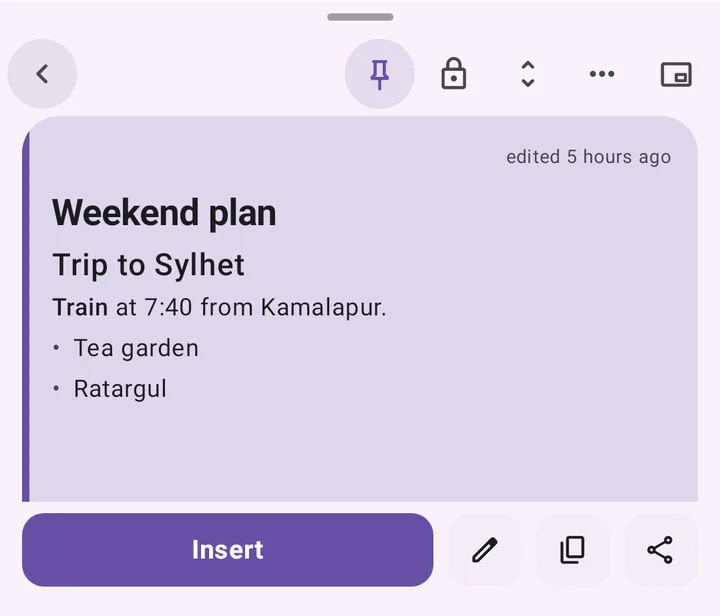 edited 5 hours ago
Weekend plan
Trip to Sylhet
Train at 7:40 from Kamalapur.
• Tea garden
• Ratargul
Insert